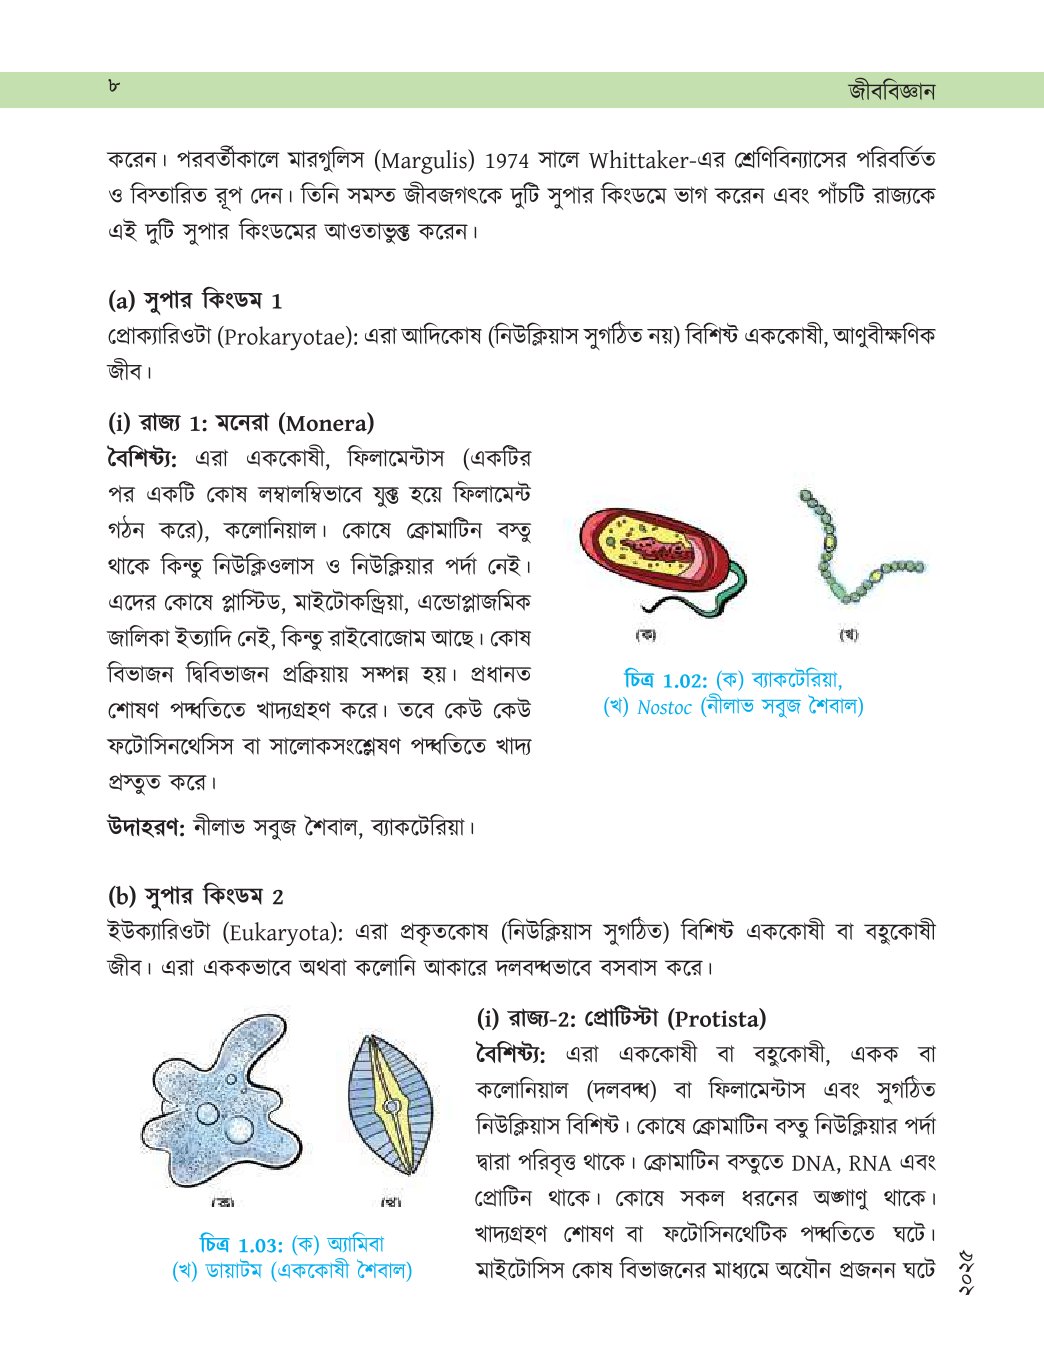 ৮
জীববিজ্ঞান
করেন। পরবর্তীকালে মারগুলিস (Margulis) 1974 সালে Whittaker-এর শ্রেণিবিন্যাসের পরিবর্তিত
ও বিস্তারিত রূপ দেন। তিনি সমস্ত জীবজগৎকে দুটি সুপার কিংডমে ভাগ করেন এবং পাঁচটি রাজ্যকে
এই দুটি সুপার কিংডমের আওতাভুক্ত করেন।
(a) সুপার কিংডম 1
প্রোক্যারিওটা (Prokaryotae): এরা আদিকোষ (নিউক্লিয়াস সুগঠিত নয়) বিশিষ্ট এককোষী, আণুবীক্ষণিক
জীব।
(i) রাজ্য 1: মনেরা (Monera)
বৈশিষ্ট্য: এরা এককোষী, ফিলামেন্টাস (একটির
পর একটি কোষ লম্বালম্বিভাবে যুক্ত হয়ে ফিলামেন্ট
গঠন করে), কলোনিয়াল। কোষে ক্রোমাটিন বস্তু
থাকে কিন্তু নিউক্লিওলাস ও নিউক্লিয়ার পর্দা নেই।
এদের কোষে প্লাস্টিড, মাইটোকন্ড্রিয়া, এন্ডোপ্লাজমিক
জালিকা ইত্যাদি নেই, কিন্তু রাইবোজোম আছে। কোষ
বিভাজন দ্বিবিভাজন প্রক্রিয়ায় সম্পন্ন হয়। প্রধানত
শোষণ পদ্ধতিতে খাদ্যগ্রহণ করে। তবে কেউ কেউ
ফটোসিনথেসিস বা সালোকসংশ্লেষণ পদ্ধতিতে খাদ্য
প্রস্তুত করে।
(ক)
(খ)
চিত্র 1.02: (ক) ব্যাকটেরিয়া,
(খ) Nostoc (নীলাভ সবুজ শৈবাল)
উদাহরণ: নীলাভ সবুজ শৈবাল, ব্যাকটেরিয়া।
(b) সুপার কিংডম 2
ইউক্যারিওটা (Eukaryota): এরা প্রকৃতকোষ (নিউক্লিয়াস সুগঠিত) বিশিষ্ট এককোষী বা বহুকোষী
জীব। এরা এককভাবে অথবা কলোনি আকারে দলবদ্ধভাবে বসবাস করে।
(ক)
(খ)
চিত্র 1.03: (ক) অ্যামিবা
(খ) ডায়াটম (এককোষী শৈবাল)
(i) রাজ্য-2: প্রোটিস্টা (Protista)
বৈশিষ্ট্য: এরা এককোষী বা বহুকোষী, একক বা
কলোনিয়াল (দলবদ্ধ) বা ফিলামেন্টাস এবং সুগঠিত
নিউক্লিয়াস বিশিষ্ট। কোষে ক্রোমাটিন বস্তু নিউক্লিয়ার পর্দা
দ্বারা পরিবৃত্ত থাকে। ক্রোমাটিন বস্তুতে DNA, RNA এবং
প্রোটিন থাকে। কোষে সকল ধরনের অঙ্গাণু থাকে।
খাদ্যগ্রহণ শোষণ বা ফটোসিনথেটিক পদ্ধতিতে ঘটে।
মাইটোসিস কোষ বিভাজনের মাধ্যমে অযৌন প্রজনন ঘটে
২০২৫